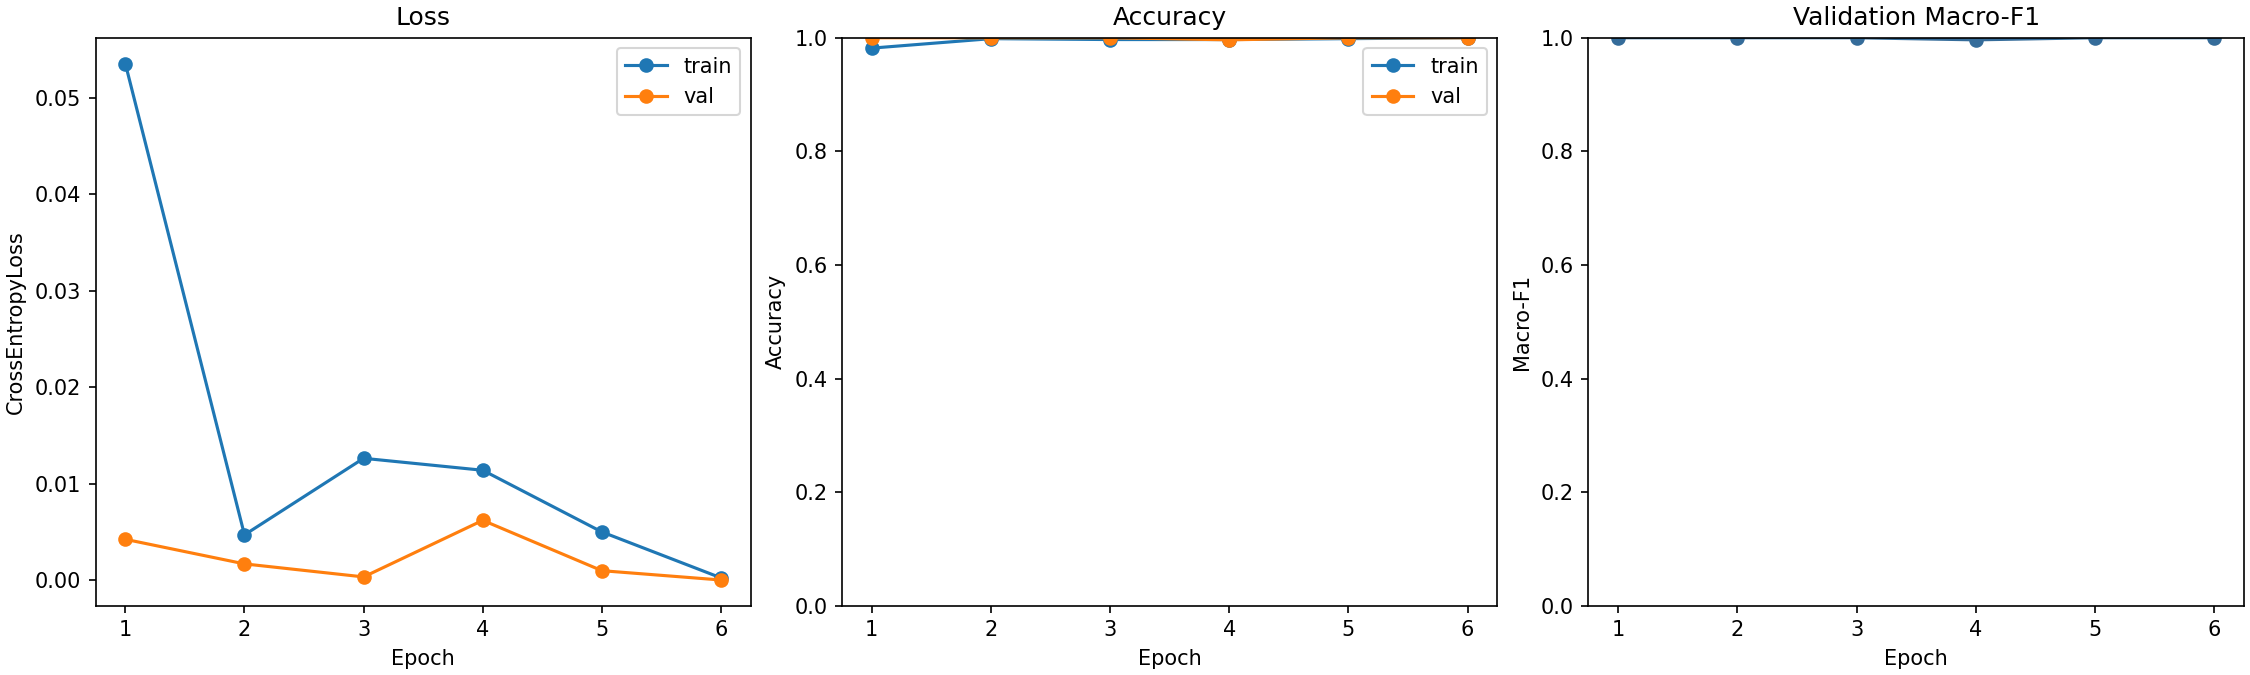 Loss
CrossEntropyLoss
0.05
0.04
0.03
0.02
0.01
0.00
train
val
1 2 3 4 5 6
Epoch
Accuracy
Accuracy
1.0
0.8
0.6
0.4
0.2
0.0
train
val
1 2 3 4 5 6
Epoch
Validation Macro-F1
Macro-F1
1.0
0.8
0.6
0.4
0.2
0.0
1 2 3 4 5 6
Epoch